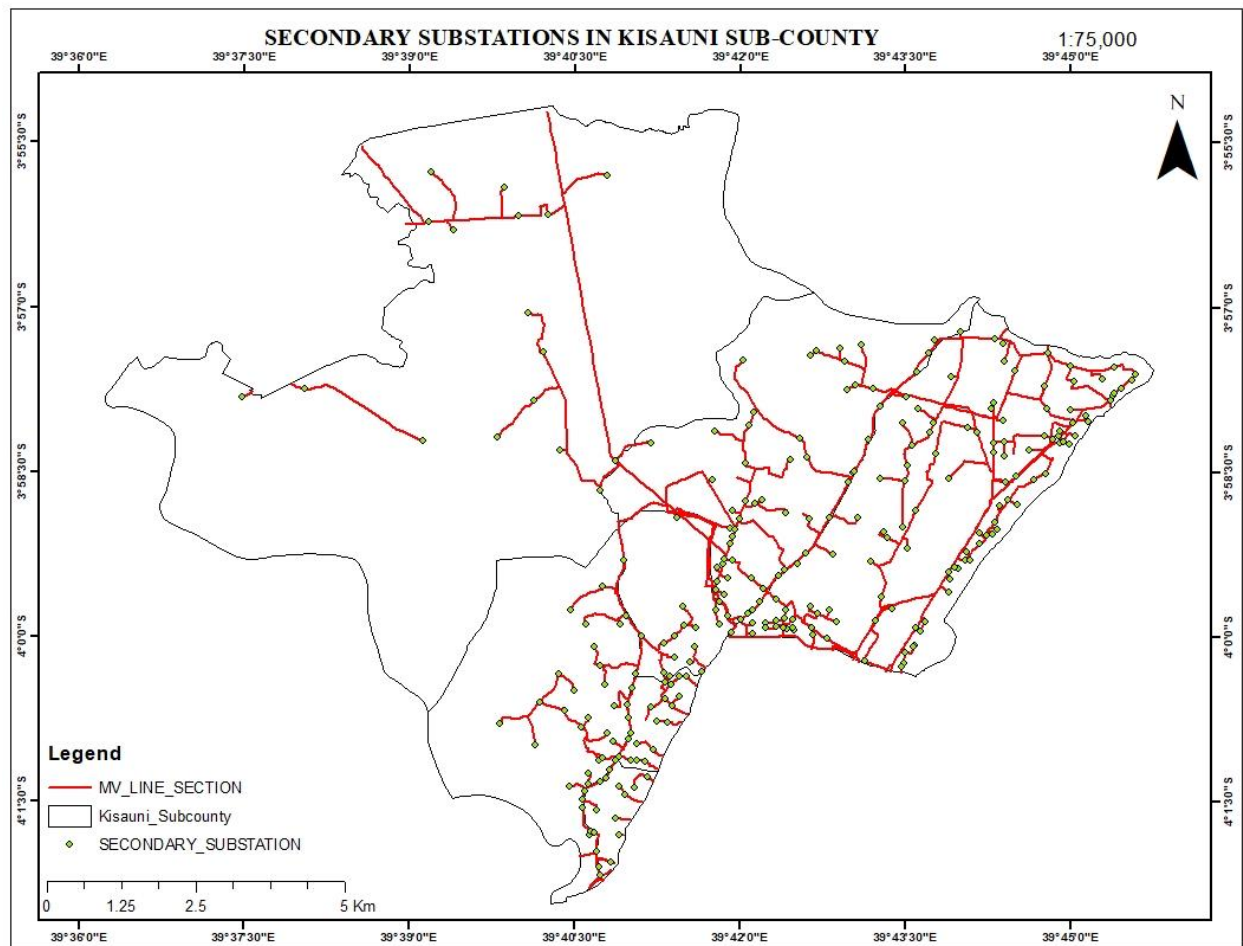 SECONDARY SUBSTATIONS IN KISAUNI SUB-COUNTY
1:75,000
39°36'0"E 39°37'30"E 39°39'0"E 39°40'30"E 39°42'0"E 39°43'30"E 39°45'0"E
N
3°55'30"S 3°55'30"S
3°57'0"S 3°57'0"S
3°58'30"S 3°58'30"S
4°0'0"S 4°0'0"S
4°1'30"S 4°1'30"S
Legend
MV_LINE_SECTION
Kisauni_Subcounty
SECONDARY_SUBSTATION
0 1.25 2.5 5 Km
39°36'0"E 39°37'30"E 39°39'0"E 39°40'30"E 39°42'0"E 39°43'30"E 39°45'0"E